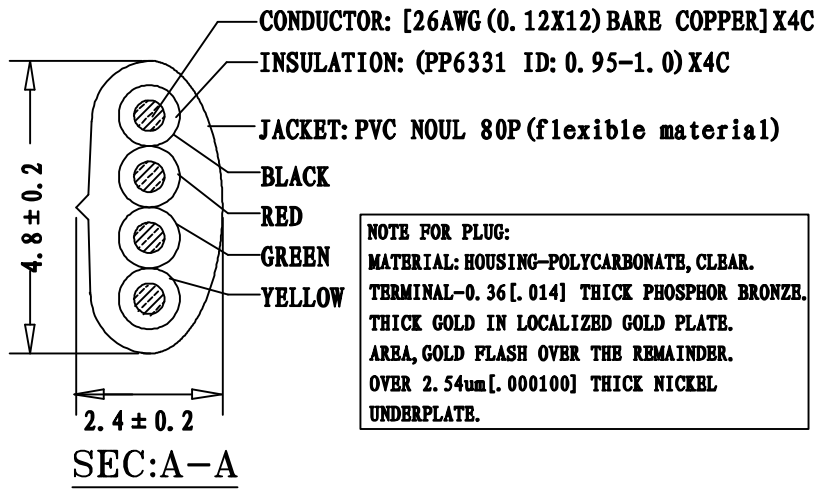 CONDUCTOR: [26AWG(0.12X12)BARE COPPER]X4C
INSULATION: (PP6331 ID:0.95-1.0)X4C
JACKET:PVC NOUL 80P(flexible material)
BLACK
RED
GREEN
YELLOW
4.8±0.2
2.4±0.2
SEC:A-A
NOTE FOR PLUG:
MATERIAL:HOUSING-POLYCARBONATE,CLEAR.
TERMINAL-0.36[.014] THICK PHOSPHOR BRONZE.
THICK GOLD IN LOCALIZED GOLD PLATE.
AREA,GOLD FLASH OVER THE REMAINDER.
OVER 2.54um[.000100] THICK NICKEL
UNDERPLATE.